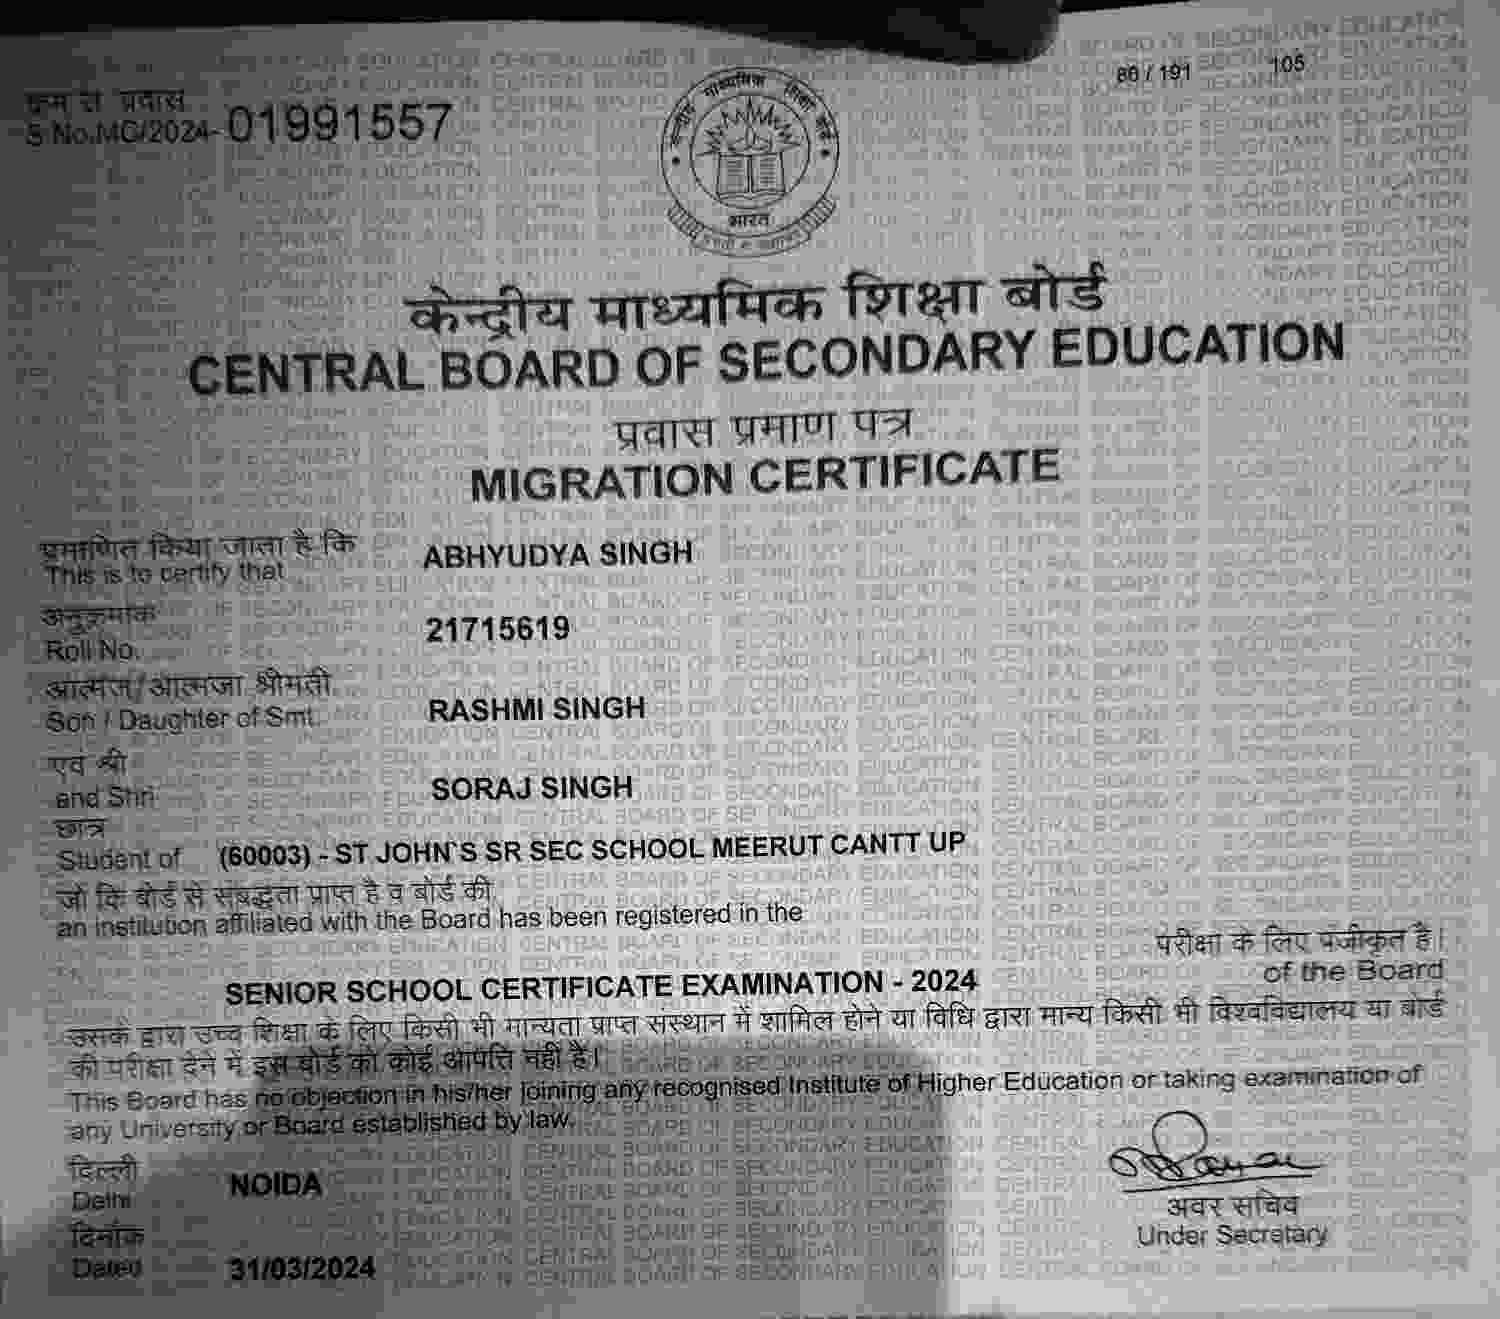 80 / 191 105
क्रम सं प्रवास
S No.MC/2024- 01991557
केन्द्रीय माध्यमिक शिक्षा बोर्ड
भारत
केन्द्रीय माध्यमिक शिक्षा बोर्ड
CENTRAL BOARD OF SECONDARY EDUCATION
प्रवास प्रमाण पत्र
MIGRATION CERTIFICATE
प्रमाणित किया जाता है कि
This is to certify that ABHYUDYA SINGH
अनुक्रमांक
Roll No. 21715619
आत्मज/आत्मजा श्रीमती
Son / Daughter of Smt. RASHMI SINGH
एवं श्री
and Shri SORAJ SINGH
छात्र
Student of (60003) - ST JOHN`S SR SEC SCHOOL MEERUT CANTT UP
जो कि बोर्ड से संबद्धता प्राप्त है व बोर्ड की
an institution affiliated with the Board has been registered in the
परीक्षा के लिए पंजीकृत है।
of the Board
SENIOR SCHOOL CERTIFICATE EXAMINATION - 2024
उसके द्वारा उच्च शिक्षा के लिए किसी भी मान्यता प्राप्त संस्थान में शामिल होने या विधि द्वारा मान्य किसी भी विश्वविद्यालय या बोर्ड
की परीक्षा देने में इस बोर्ड को कोई आपत्ति नहीं है।
This Board has no objection in his/her joining any recognised Institute of Higher Education or taking examination of
any University or Board established by law.
दिल्ली
Delhi NOIDA
दिनाँक
Dated 31/03/2024
अवर सचिव
Under Secretary